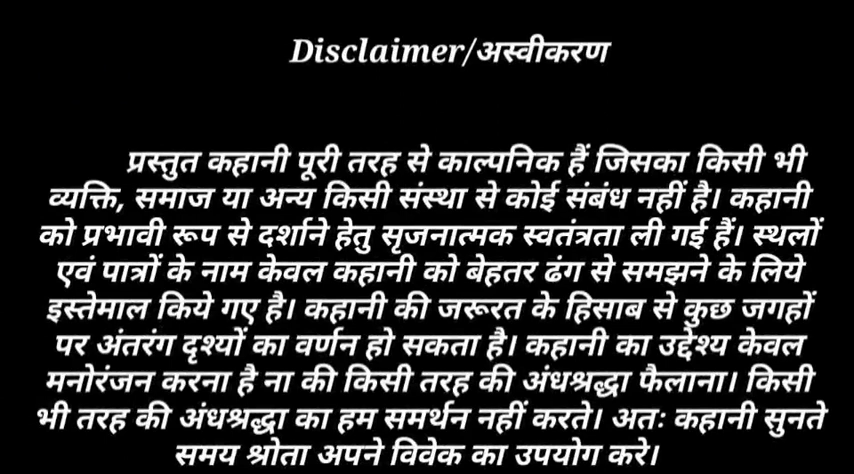 Disclaimer/अस्वीकरण
प्रस्तुत कहानी पूरी तरह से काल्पनिक हैं जिसका किसी भी
व्यक्ति, समाज या अन्य किसी संस्था से कोई संबंध नहीं है। कहानी
को प्रभावी रूप से दर्शाने हेतु सृजनात्मक स्वतंत्रता ली गई हैं। स्थलों
एवं पात्रों के नाम केवल कहानी को बेहतर ढंग से समझने के लिये
इस्तेमाल किये गए है। कहानी की जरूरत के हिसाब से कुछ जगहों
पर अंतरंग दृश्यों का वर्णन हो सकता है। कहानी का उद्देश्य केवल
मनोरंजन करना है ना की किसी तरह की अंधश्रद्धा फैलाना। किसी
भी तरह की अंधश्रद्धा का हम समर्थन नहीं करते। अतः कहानी सुनते
समय श्रोता अपने विवेक का उपयोग करे।